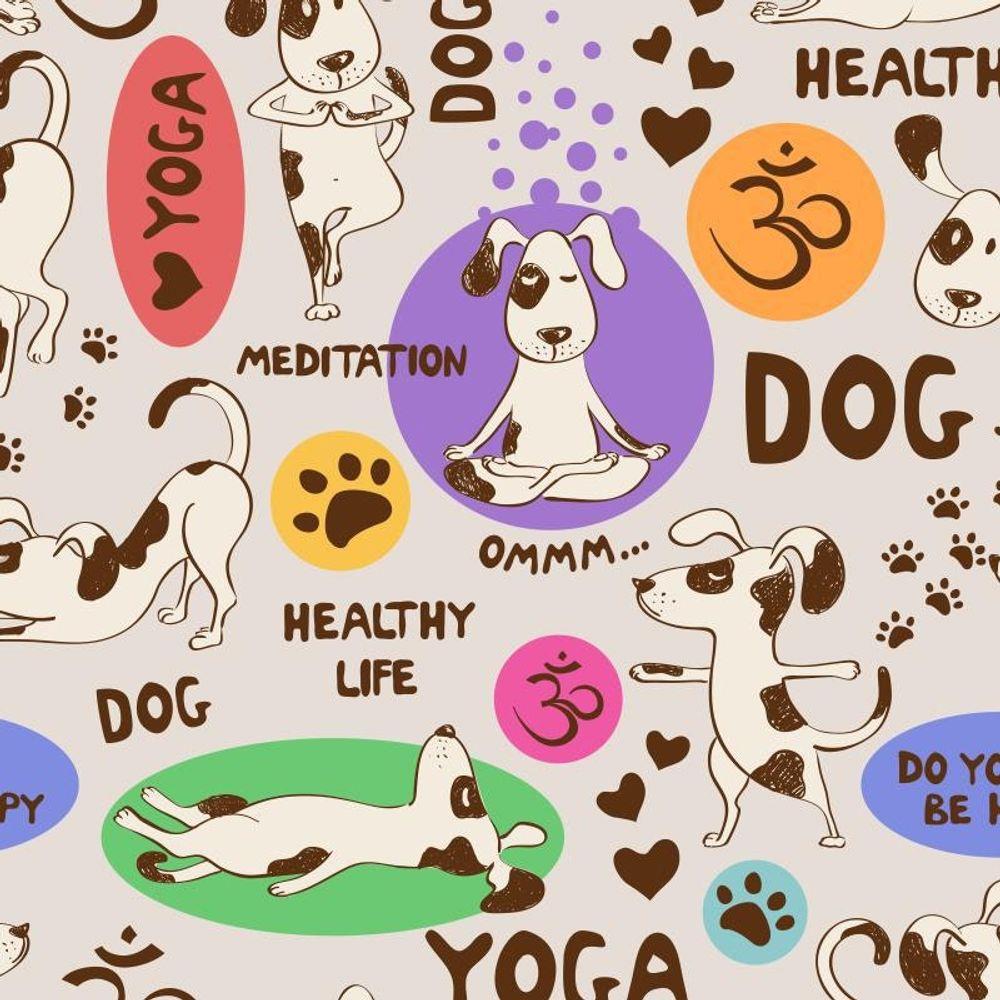 DOG
HEALTH
YOGA
ॐ
MEDITATION
DOG
OMMM...
HEALTHY
LIFE
ॐ
DOG
PY
DO YO
BE H
YOGA
ॐ